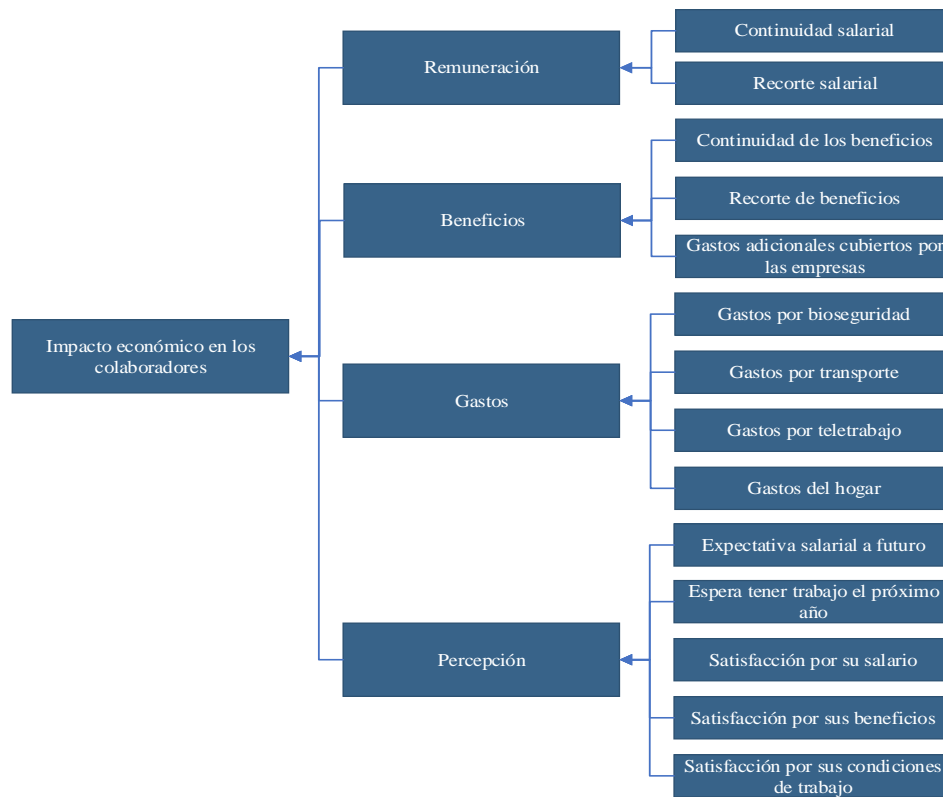 Continuidad salarial
Remuneración
Recorte salarial
Continuidad de los beneficios
Beneficios
Recorte de beneficios
Gastos adicionales cubiertos por
las empresas
Gastos por bioseguridad
Impacto económico en los
colaboradores
Gastos por transporte
Gastos
Gastos por teletrabajo
Gastos del hogar
Expectativa salarial a futuro
Espera tener trabajo el próximo
año
Percepción
Satisfacción por su salario
Satisfacción por sus beneficios
Satisfacción por sus condiciones
de trabajo